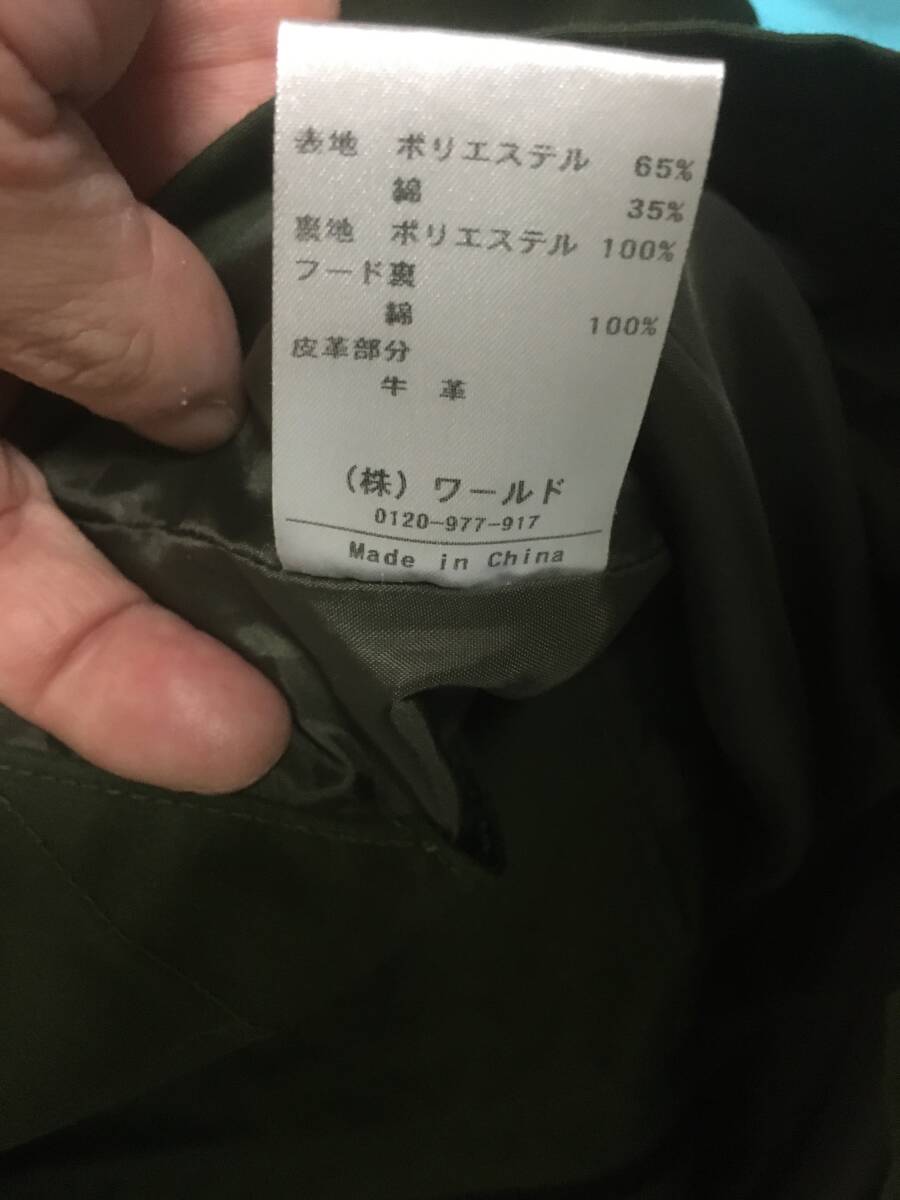 表地 ポリエステル 65%
綿 35%
裏地 ポリエステル 100%
フード裏
綿 100%
皮革部分
牛 革
(株) ワールド
0120-977-917
Made in China